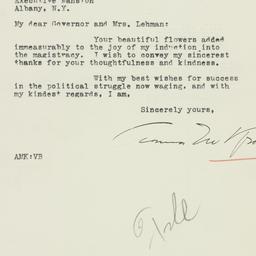 Executive Mansion
Albany, N.Y.
My dear Governor and Mrs. Lehman:
Your beautiful flowers added
immeasurably to the joy of my induction into
the magistracy. I wish to convey my sincerest
thanks for your thoughtfulness and kindness.
With my best wishes for success
in the political struggle now waging, and with
my kindest regards, I am,
Sincerely yours,
AMK:VB